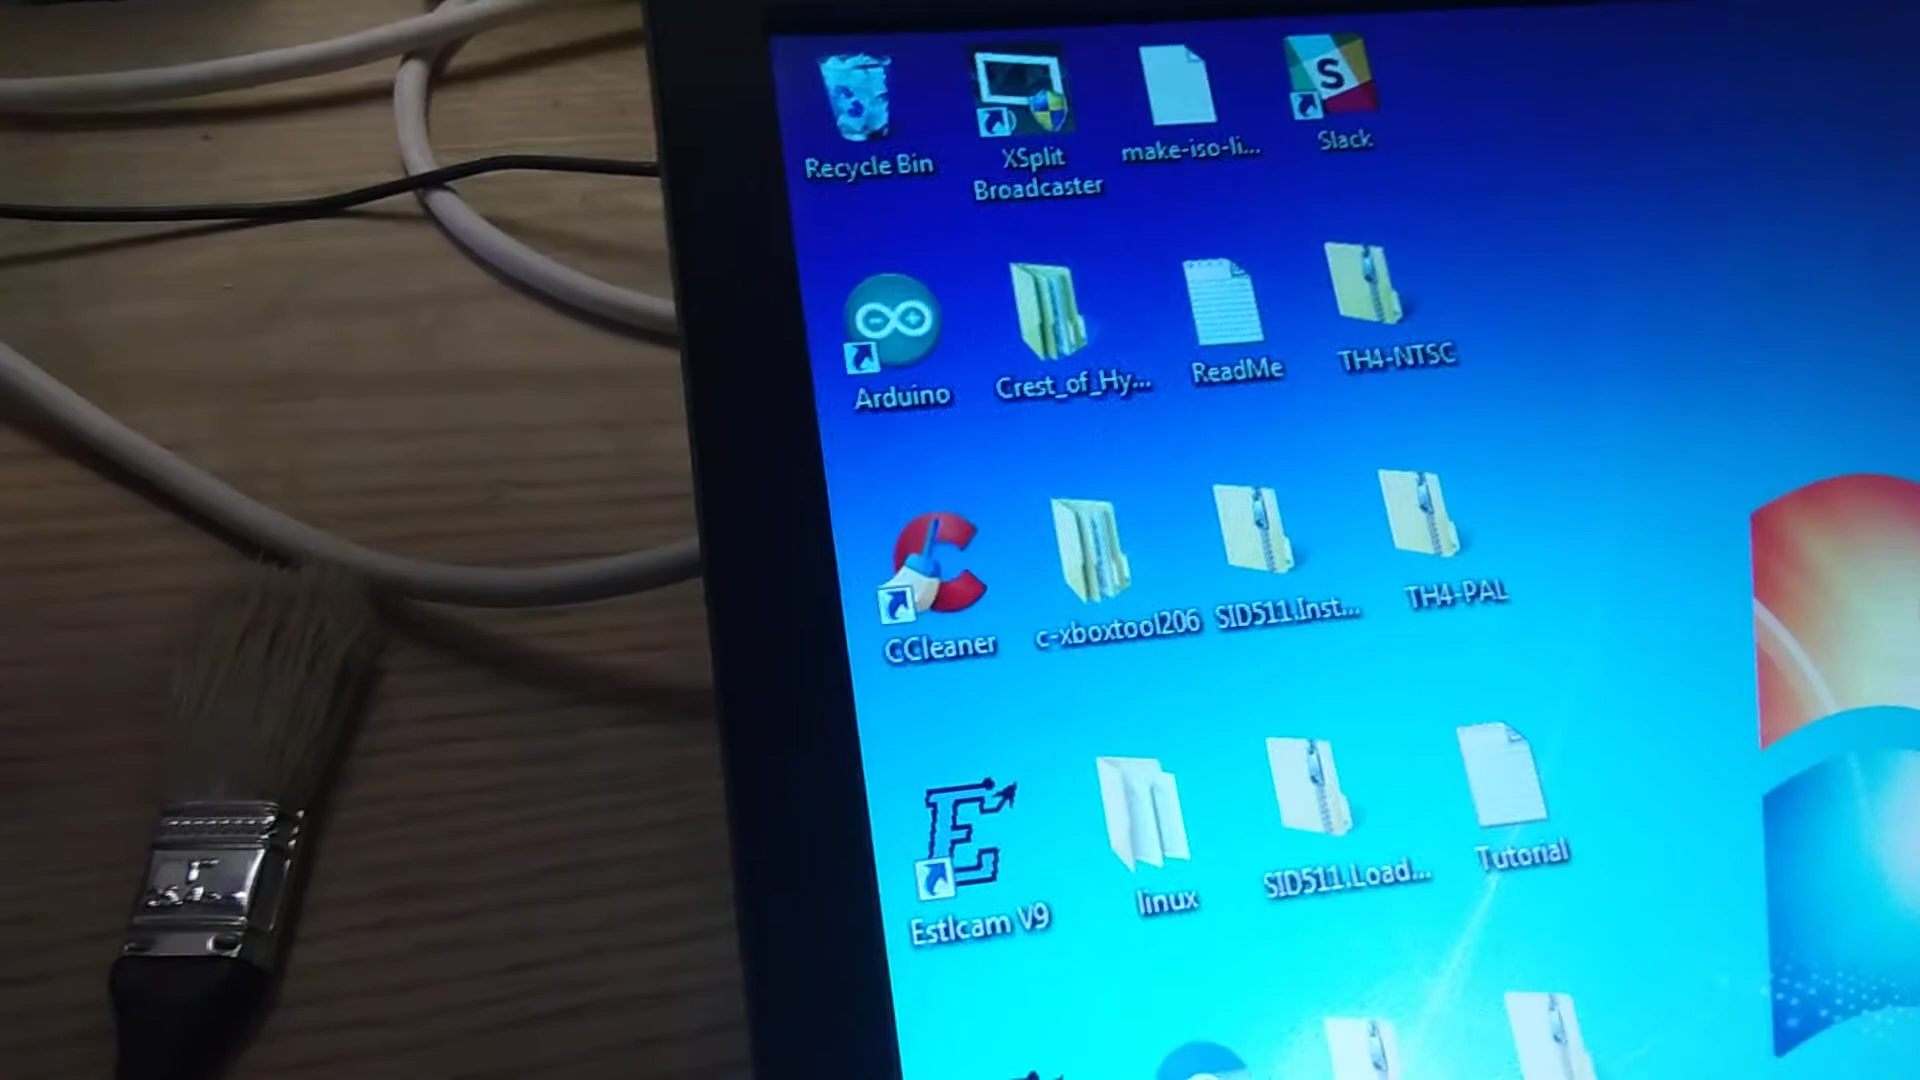 Recycle Bin
XSplit
Broadcaster
make-iso-li...
S
Slack
Arduino
Crest_of_Hy...
ReadMe
TH4-NTSC
CCleaner
c-xboxtool206
SID511.Inst...
TH4-PAL
Estlcam V9
linux
SID511.Load...
Tutorial